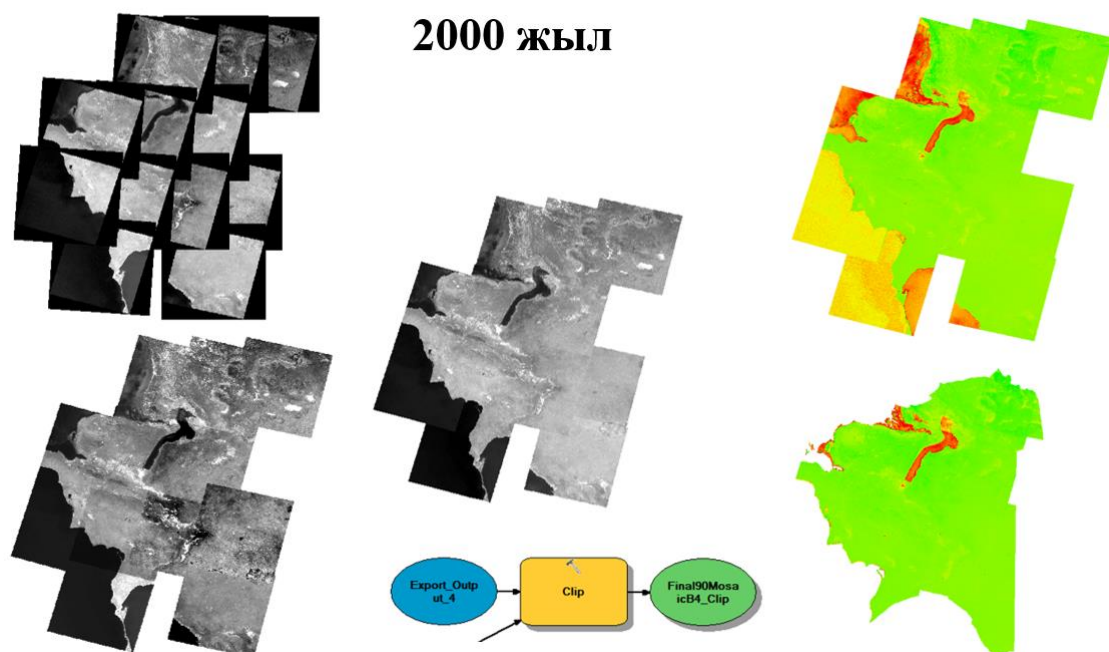 2000 жыл
Export_Outp
ut_4
Clip
Final90Mosa
icB4_Clip